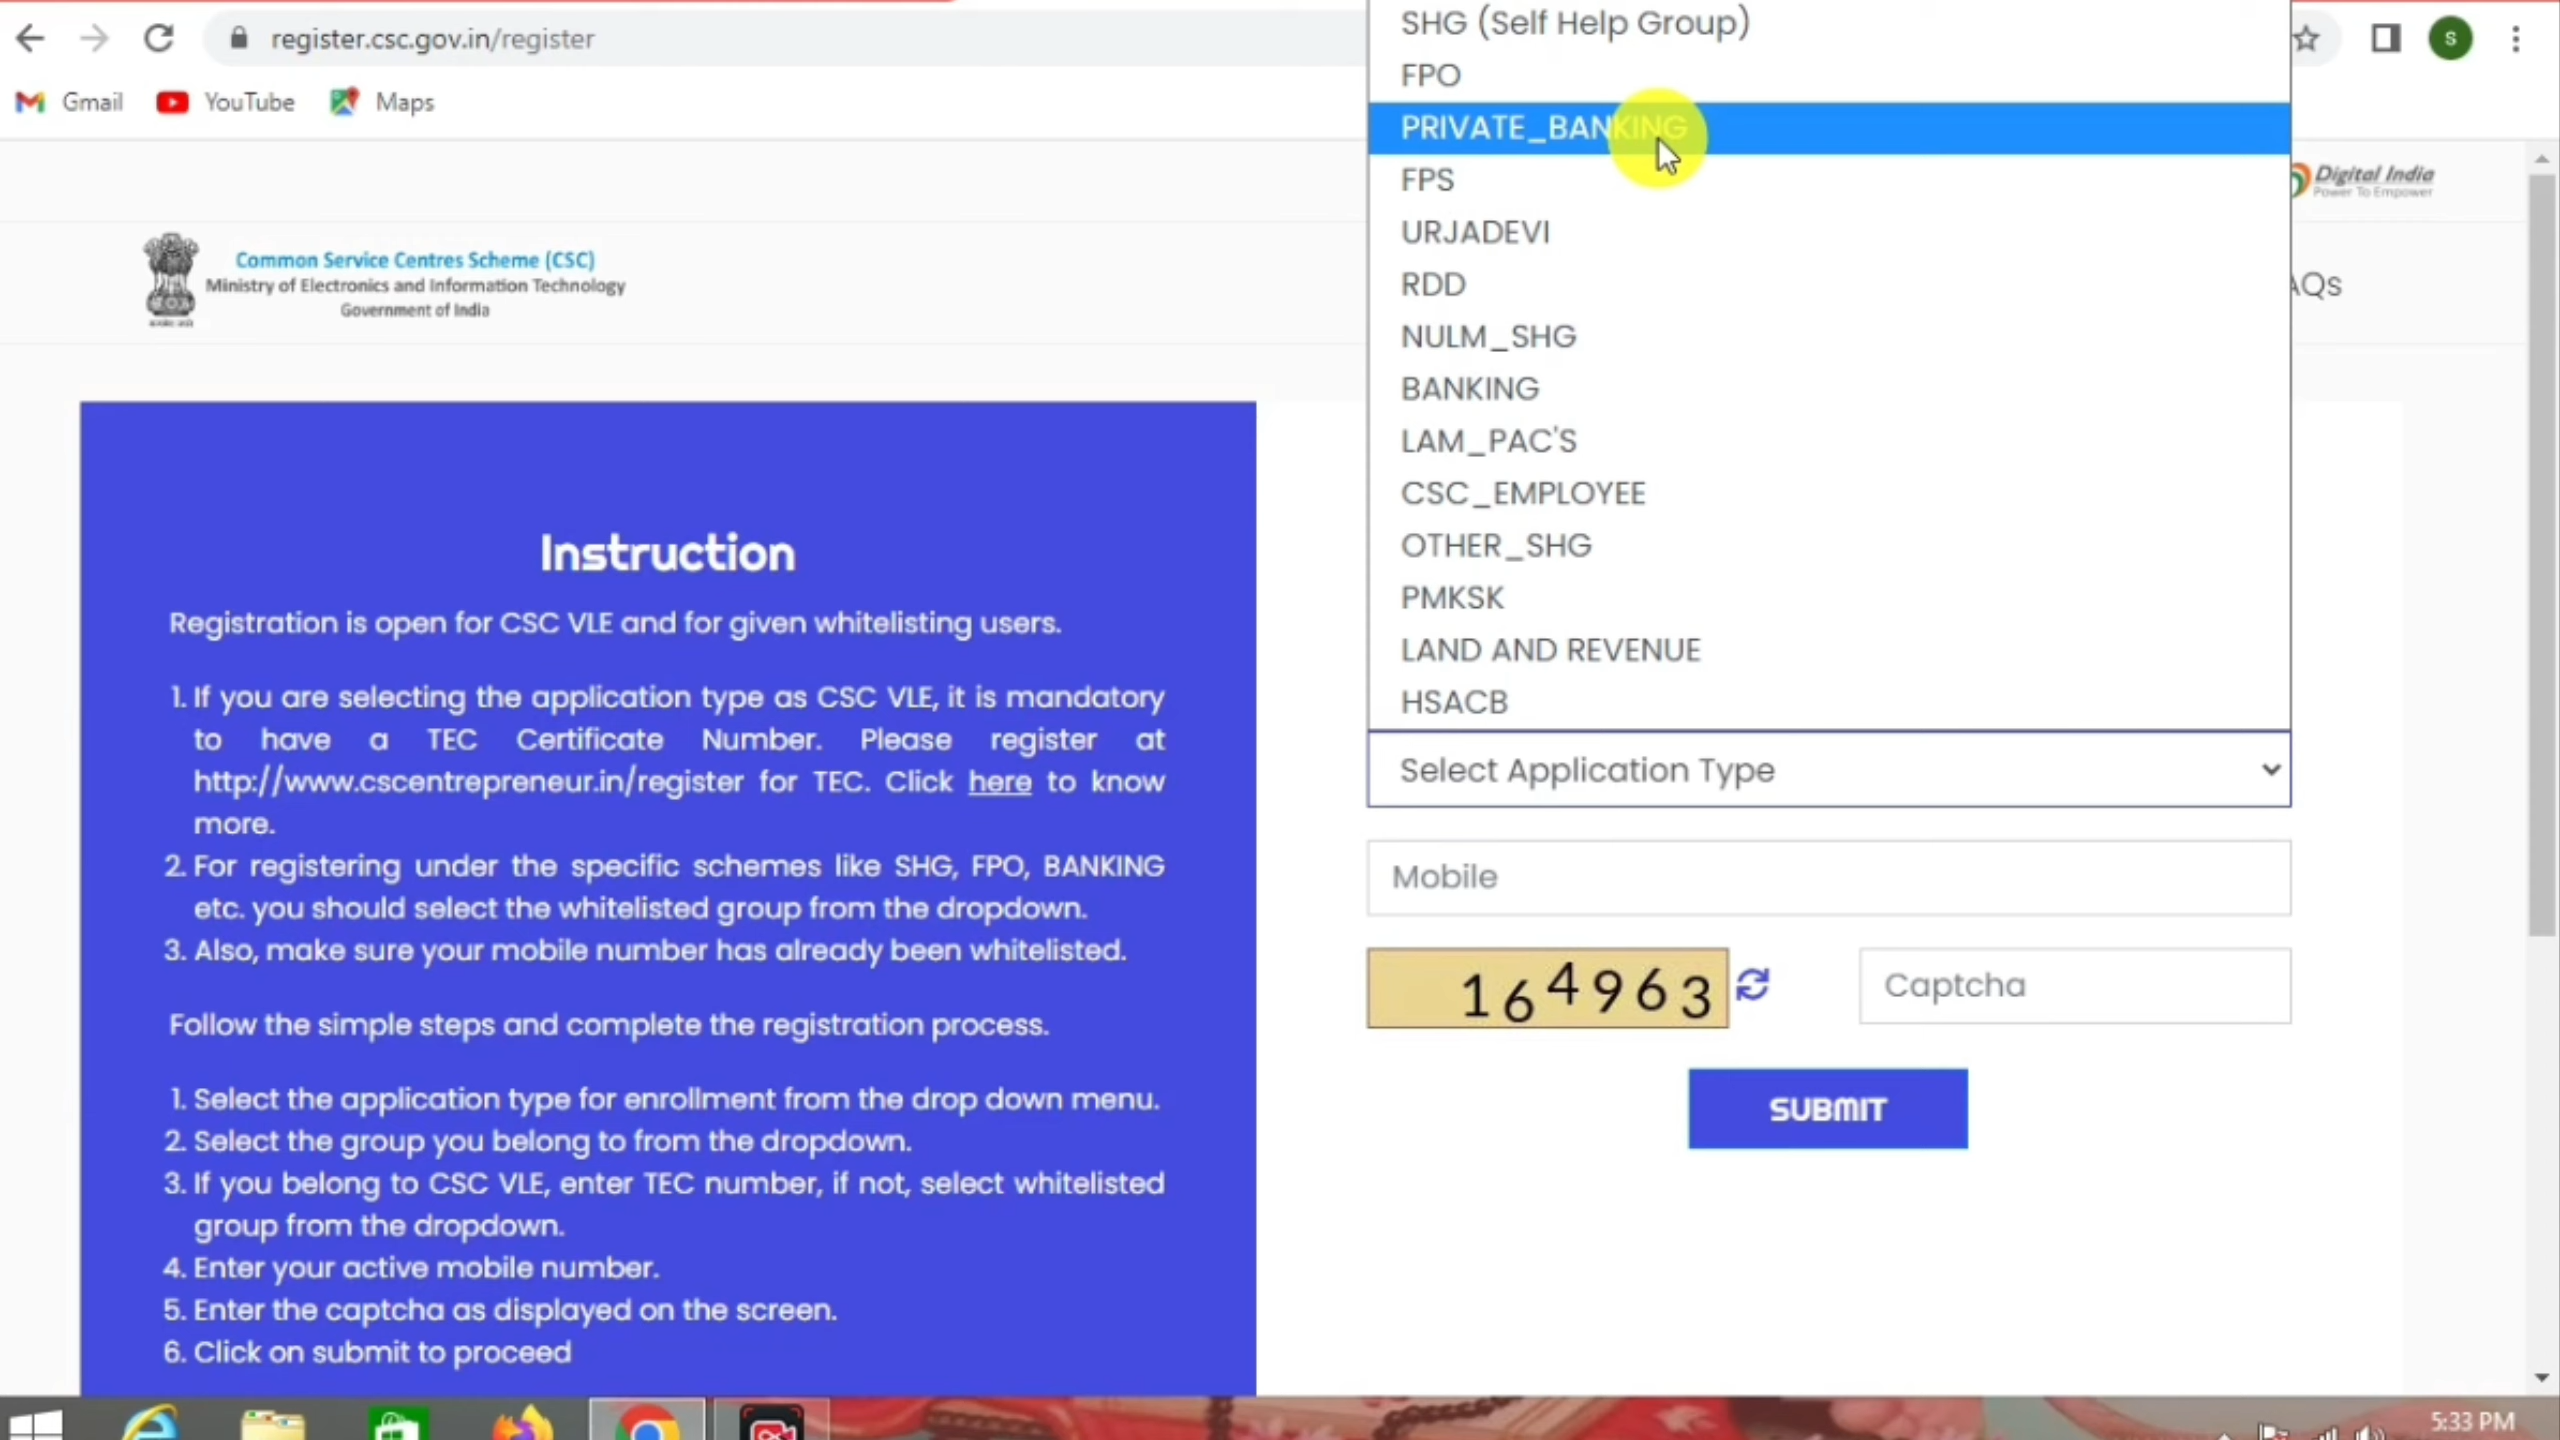 register.csc.gov.in/register
S
Gmail
YouTube
Maps
Digital India
Power To Empower
Common Service Centres Scheme (CSC)
Ministry of Electronics and Information Technology
Government of India
AQs
SHG (Self Help Group)
FPO
PRIVATE_BANKING
FPS
URJADEVI
RDD
NULM_SHG
BANKING
LAM_PAC'S
CSC_EMPLOYEE
OTHER_SHG
PMKSK
LAND AND REVENUE
HSACB
Select Application Type
Mobile
164963
Captcha
SUBMIT
Instruction
Registration is open for CSC VLE and for given whitelisting users.
1. If you are selecting the application type as CSC VLE, it is mandatory
to have a TEC Certificate Number. Please register at
http://www.cscentrepreneur.in/register for TEC. Click here to know
more.
2. For registering under the specific schemes like SHG, FPO, BANKING
etc. you should select the whitelisted group from the dropdown.
3. Also, make sure your mobile number has already been whitelisted.
Follow the simple steps and complete the registration process.
1. Select the application type for enrollment from the drop down menu.
2. Select the group you belong to from the dropdown.
3. If you belong to CSC VLE, enter TEC number, if not, select whitelisted
group from the dropdown.
4. Enter your active mobile number.
5. Enter the captcha as displayed on the screen.
6. Click on submit to proceed
5:33 PM